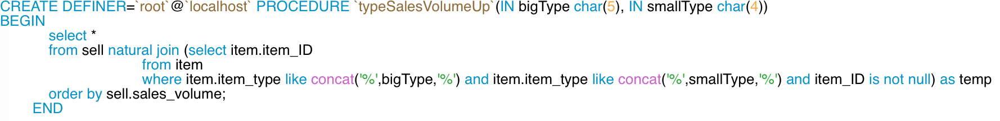 CREATE DEFINER=`root`@`localhost` PROCEDURE `typeSalesVolumeUp`(IN bigType char(5), IN smallType char(4))
BEGIN
select *
from sell natural join (select item.item_ID
from item
where item.item_type like concat('%',bigType,'%') and item.item_type like concat('%',smallType,'%') and item_ID is not null) as temp
order by sell.sales_volume;
END